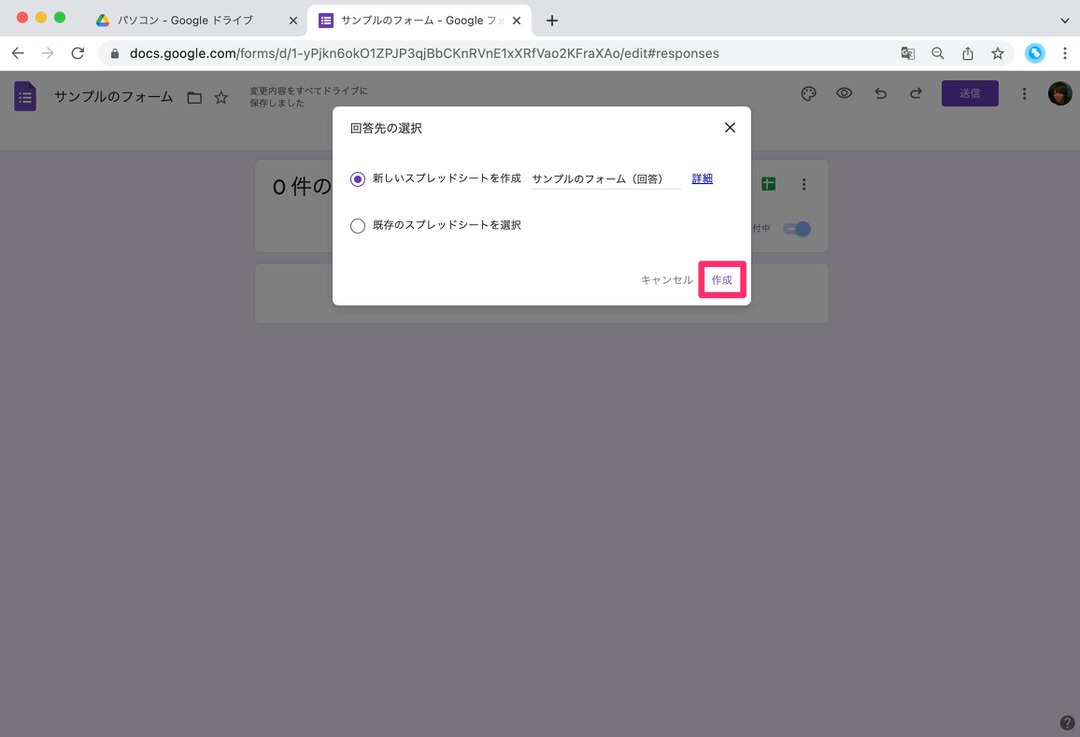 パソコン - Google ドライブ
サンプルのフォーム - Google フォ
docs.google.com/forms/d/1-yPjkn6okO1ZPJP3qjBbCKnRVnE1xXRfVao2KFraXAo/edit#responses
サンプルのフォーム
変更内容をすべてドライブに
保存しました
送信
回答先の選択
0 件の
新しいスプレッドシートを作成 サンプルのフォーム（回答） 詳細
既存のスプレッドシートを選択
付中
キャンセル 作成